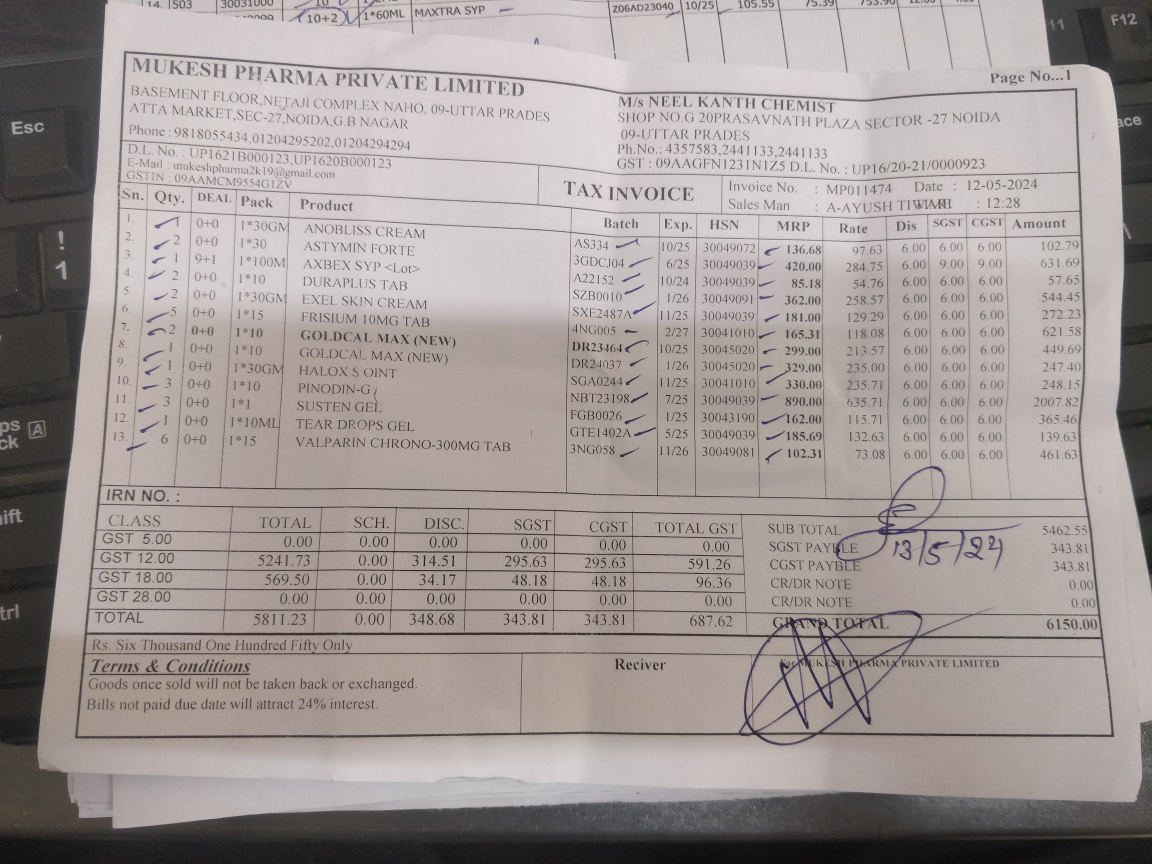 14. 1503 30031000
10+2 1*60ML MAXTRA SYP Z06AD23040 10/25 105.55 75.39
F12
Esc
! 1
A
MUKESH PHARMA PRIVATE LIMITED
BASEMENT FLOOR,NETAJI COMPLEX NAHO, 09-UTTAR PRADES
ATTA MARKET,SEC-27,NOIDA,G.B NAGAR
Phone : 9818055434,01204295202,01204294294
D.L. No. : UP1621B000123,UP1620B000123
E-Mail : mukeshpharma2k19@gmail.com
GSTIN : 09AAMCM9554G1ZV
Page No...1
M/s NEEL KANTH CHEMIST
SHOP NO.G 20PRASAVNATH PLAZA SECTOR -27 NOIDA
09-UTTAR PRADES
Ph.No.: 4357583,2441133,2441133
GST : 09AAGFN1231N1Z5 D.L. No. : UP16/20-21/0000923
TAX INVOICE
Invoice No. : MP011474 Date : 12-05-2024
Sales Man : A-AYUSH : 12:28
Sn. Qty. DEAL Pack Product Batch Exp. HSN MRP Rate Dis SGST CGST Amount
1. 1 0+0 1*30GM ANOBLISS CREAM AS334 10/25 30049072 136.68 97.63 6.00 6.00 6.00 102.79
2. 2 0+0 1*30 ASTYMIN FORTE 3GDCJ04 6/25 30049039 420.00 284.75 6.00 9.00 9.00 631.69
3. 1 9+1 1*100M AXBEX SYP <Lot> A22152 10/24 30049039 85.18 54.76 6.00 6.00 6.00 57.65
4. 2 0+0 1*10 DURAPLUS TAB SZB0010 1/26 30049091 362.00 258.57 6.00 6.00 6.00 544.45
5. 2 0+0 1*30GM EXEL SKIN CREAM SXE2487A 11/25 30049039 181.00 129.29 6.00 6.00 6.00 272.23
6. 5 0+0 1*15 FRISIUM 10MG TAB 4NG005 2/27 30041010 165.31 118.08 6.00 6.00 6.00 621.58
7. 2 0+0 1*10 GOLDCAL MAX (NEW) DR23464 10/25 30045020 299.00 213.57 6.00 6.00 6.00 449.69
8. 1 0+0 1*10 GOLDCAL MAX (NEW) DR24037 1/26 30045020 329.00 235.00 6.00 6.00 6.00 247.40
9. 1 0+0 1*30GM HALOX S OINT SGA0244 11/25 30041010 330.00 235.71 6.00 6.00 6.00 248.15
10. 3 0+0 1*10 PINODIN-G NBT23198 7/25 30049039 890.00 635.71 6.00 6.00 6.00 2007.82
11. 3 0+0 1*1 SUSTEN GEL FGB0026 1/25 30043190 162.00 115.71 6.00 6.00 6.00 365.46
12. 1 0+0 1*10ML TEAR DROPS GEL GTE1402A 5/25 30049039 185.69 132.63 6.00 6.00 6.00 139.63
13. 6 0+0 1*15 VALPARIN CHRONO-300MG TAB 3NG058 11/26 30049081 102.31 73.08 6.00 6.00 6.00 461.63
IRN NO. :
CLASS TOTAL SCH. DISC. SGST CGST TOTAL GST
GST 5.00 0.00 0.00 0.00 0.00 0.00 0.00
GST 12.00 5241.73 0.00 314.51 295.63 295.63 591.26
GST 18.00 569.50 0.00 34.17 48.18 48.18 96.36
GST 28.00 0.00 0.00 0.00 0.00 0.00 0.00
TOTAL 5811.23 0.00 348.68 343.81 343.81 687.62
SUB TOTAL 5462.55
SGST PAYBLE 343.81
CGST PAYBLE 343.81
CR/DR NOTE 0.00
CR/DR NOTE 0.00
GRAND TOTAL 6150.00
13/5/24
Rs. Six Thousand One Hundred Fifty Only
Terms & Conditions
Goods once sold will not be taken back or exchanged.
Bills not paid due date will attract 24% interest.
Reciver
For MUKESH PHARMA PRIVATE LIMITED